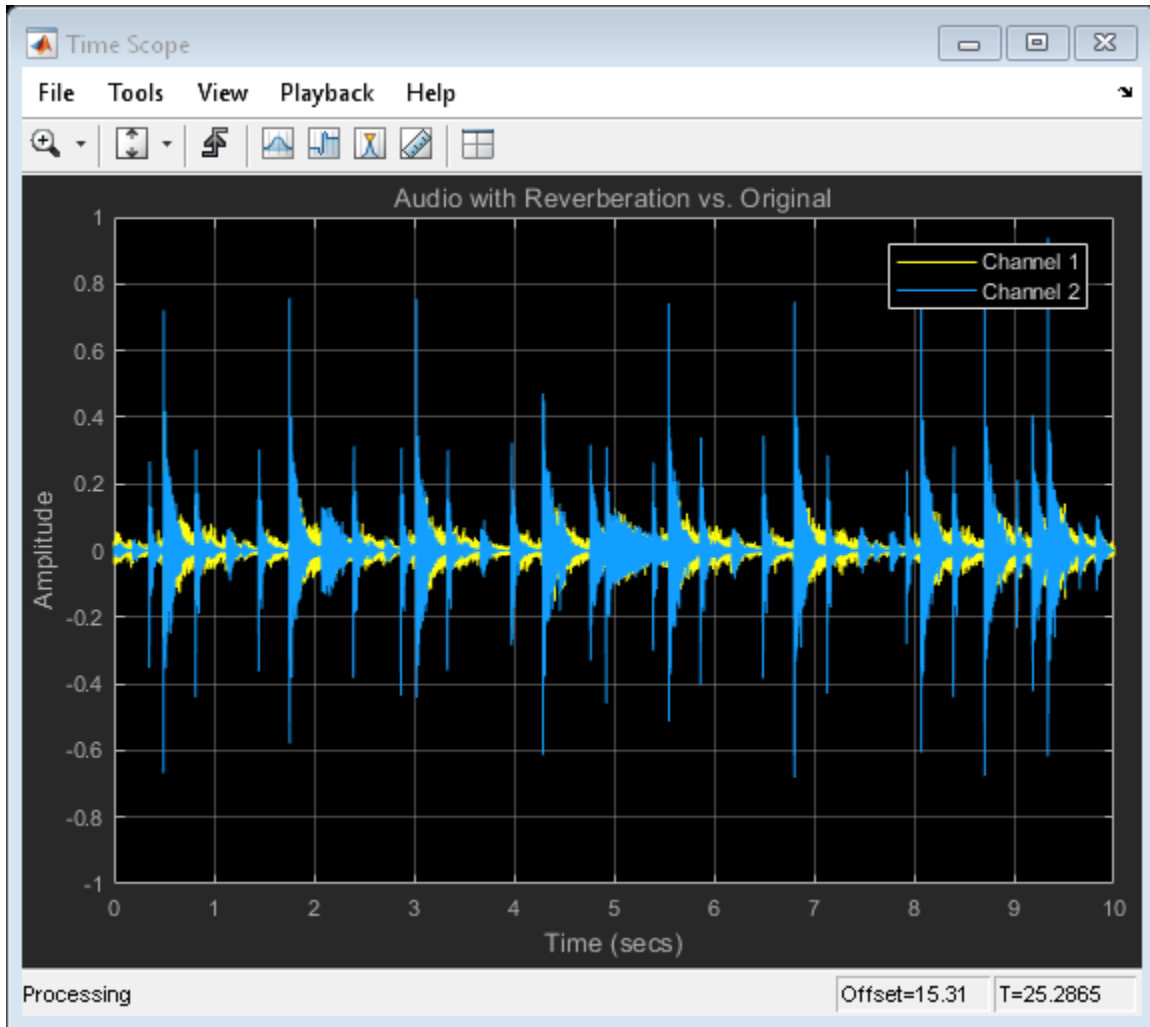 Time Scope
File Tools View Playback Help
Audio with Reverberation vs. Original
Channel 1
Channel 2
1
0.8
0.6
0.4
0.2
0
-0.2
-0.4
-0.6
-0.8
-1
Amplitude
0 1 2 3 4 5 6 7 8 9 10
Time (secs)
Processing Offset=15.31 T=25.2865